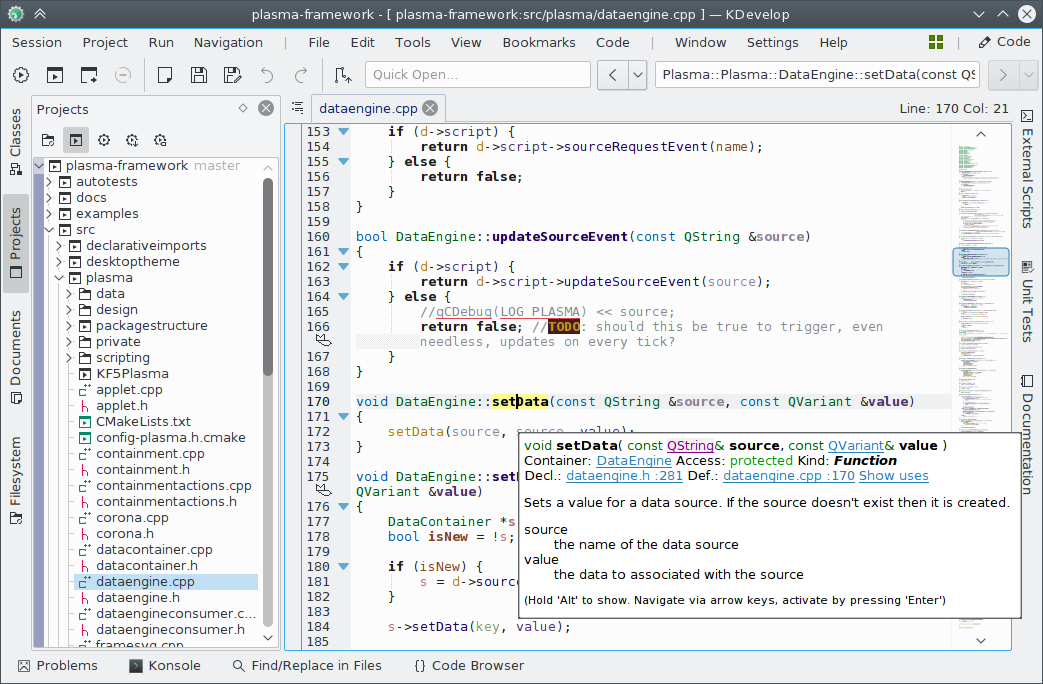 plasma-framework - [ plasma-framework:src/plasma/dataengine.cpp ] — KDevelop
Session Project Run Navigation | File Edit Tools View Bookmarks Code | Window Settings Help | Code
Quick Open...
Plasma::Plasma::DataEngine::setData(const QS
Classes
Projects
Documents
Filesystem
Projects
plasma-framework master
autotests
docs
examples
src
declarativeimports
desktoptheme
plasma
data
design
packagestructure
private
scripting
KF5Plasma
applet.cpp
applet.h
CMakeLists.txt
config-plasma.h.cmake
containment.cpp
containment.h
containmentactions.cpp
containmentactions.h
corona.cpp
corona.h
datacontainer.cpp
datacontainer.h
dataengine.cpp
dataengine.h
dataengineconsumer.c...
dataengineconsumer.h
framesvg.cpp
dataengine.cpp
Line: 170 Col: 21
153 if (d->script) {
154 return d->script->sourceRequestEvent(name);
155 } else {
156 return false;
157 }
158 }
159
160 bool DataEngine::updateSourceEvent(const QString &source)
161 {
162 if (d->script) {
163 return d->script->updateSourceEvent(source);
164 } else {
165 //qCDebug(LOG_PLASMA) << source;
166 return false; //TODO: should this be true to trigger, even
needless, updates on every tick?
167 }
168 }
169
170 void DataEngine::setData(const QString &source, const QVariant &value)
171 {
172 setData(source, source, value);
173 }
174
175 void DataEngine::setD
QVariant &value)
176 {
177 DataContainer *s
178 bool isNew = !s;
179
180 if (isNew) {
181 s = d->sourc
182 }
183
184 s->setData(key, value);
185
void setData( const QString& source, const QVariant& value )
Container: DataEngine Access: protected Kind: Function
Decl.: dataengine.h :281 Def.: dataengine.cpp :170 Show uses
Sets a value for a data source. If the source doesn't exist then it is created.
source
the name of the data source
value
the data to associated with the source
(Hold 'Alt' to show. Navigate via arrow keys, activate by pressing 'Enter')
External Scripts
Unit Tests
Documentation
Problems Konsole Find/Replace in Files {} Code Browser